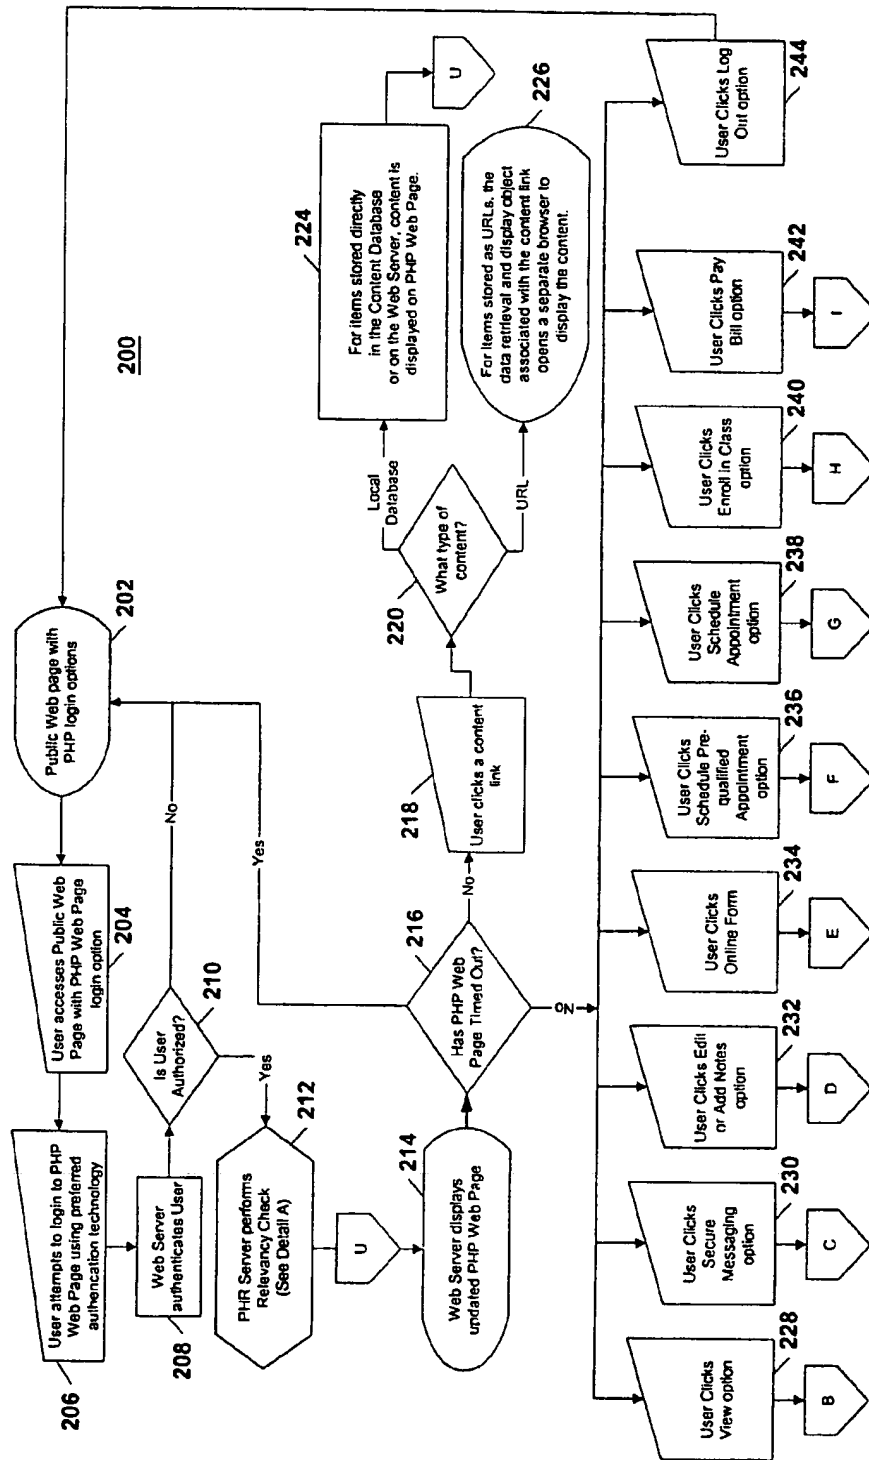 200
Public Web page with
PHP login options
202
User accesses Public Web
Page with PHP Web Page
login option
204
User attempts to login to PHP
Web Page using preferred
authencation technology
206
Web Server
authenticates User
208
Is User
Authorized?
210
No
Yes
PHR Server performs
Relevancy Check
(See Detail A)
212
U
Web Server displays
updated PHP Web Page
214
Has PHP Web
Page Timed Out?
216
Yes
No
No
User clicks a content
link
218
What type of
content?
220
Local
Database
URL
For items stored directly
in the Content Database
or on the Web Server, content is
displayed on PHP Web Page.
224
U
For items stored as URLs, the
data retrieval and display object
associated with the content link
opens a separate browser to
display the content.
226
User Clicks
View option
228
B
User Clicks
Secure
Messaging
option
230
C
User Clicks Edit
or Add Notes
option
232
D
User Clicks
Online Form
234
E
User Clicks
Schedule Pre-
qualified
Appointment
option
236
F
User Clicks
Schedule
Appointment
option
238
G
User Clicks
Enroll in Class
option
240
H
User Clicks Pay
Bill option
242
I
User Clicks Log
Out option
244